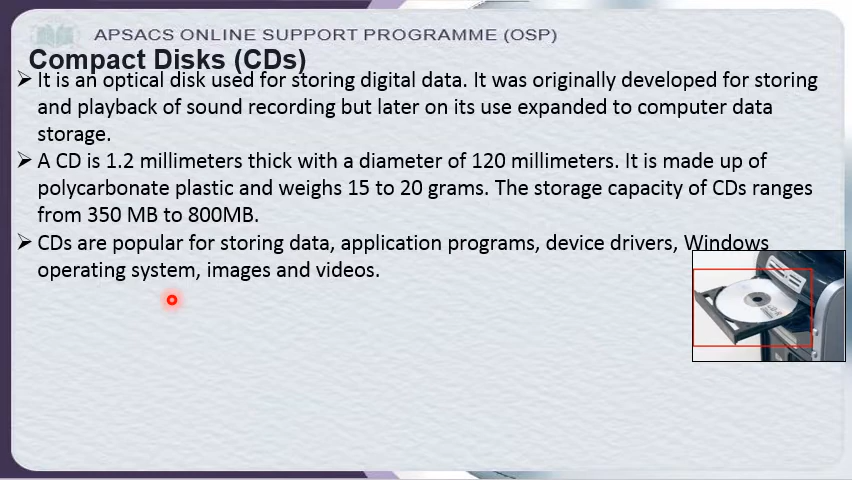 APSACS ONLINE SUPPORT PROGRAMME (OSP)
Compact Disks (CDs)
➢ It is an optical disk used for storing digital data. It was originally developed for storing
and playback of sound recording but later on its use expanded to computer data
storage.
➢ A CD is 1.2 millimeters thick with a diameter of 120 millimeters. It is made up of
polycarbonate plastic and weighs 15 to 20 grams. The storage capacity of CDs ranges
from 350 MB to 800MB.
➢ CDs are popular for storing data, application programs, device drivers, Windows
operating system, images and videos.